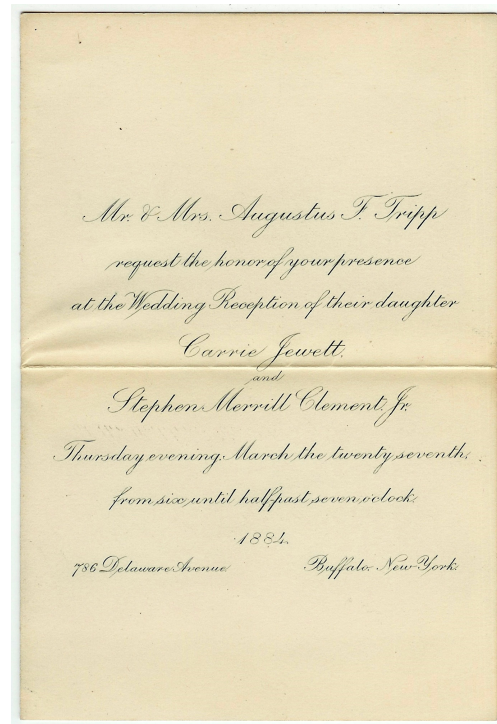 Mr. & Mrs. Augustus F. Tripp
request the honor of your presence
at the Wedding Reception of their daughter
Carrie Jewett,
and
Stephen Merrill Clement, Jr.
Thursday evening, March the twenty seventh,
from six until half past seven, o'clock.
1884.
786 Delaware Avenue. Buffalo, New York.